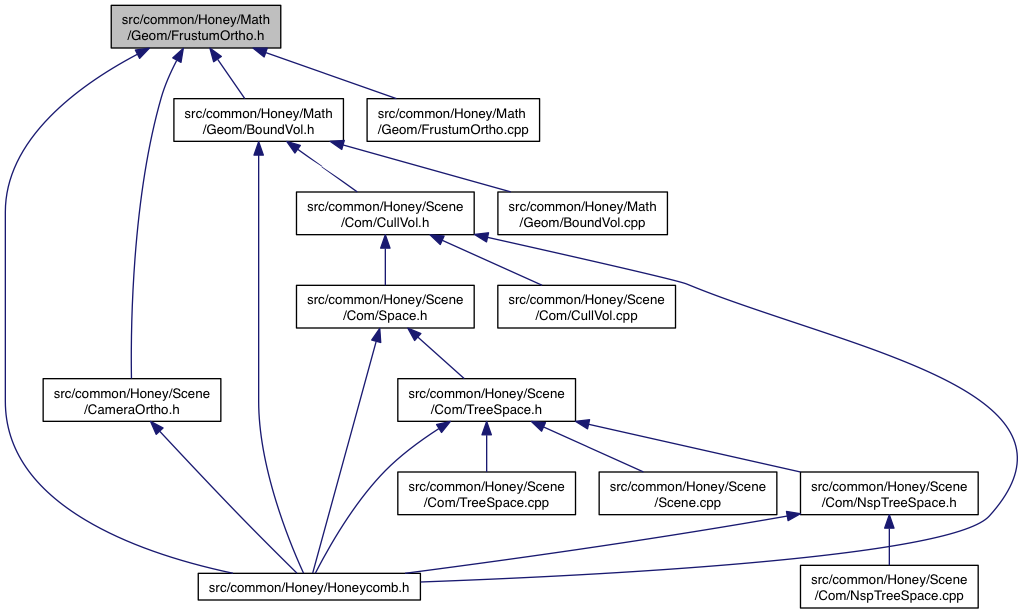 src/common/Honey/Math
/Geom/FrustumOrtho.h
src/common/Honey/Math
/Geom/BoundVol.h
src/common/Honey/Math
/Geom/FrustumOrtho.cpp
src/common/Honey/Scene
/Com/CullVol.h
src/common/Honey/Math
/Geom/BoundVol.cpp
src/common/Honey/Scene
/Com/Space.h
src/common/Honey/Scene
/Com/CullVol.cpp
src/common/Honey/Scene
/CameraOrtho.h
src/common/Honey/Scene
/Com/TreeSpace.h
src/common/Honey/Scene
/Com/TreeSpace.cpp
src/common/Honey/Scene
/Scene.cpp
src/common/Honey/Scene
/Com/NspTreeSpace.h
src/common/Honey/Honeycomb.h
src/common/Honey/Scene
/Com/NspTreeSpace.cpp